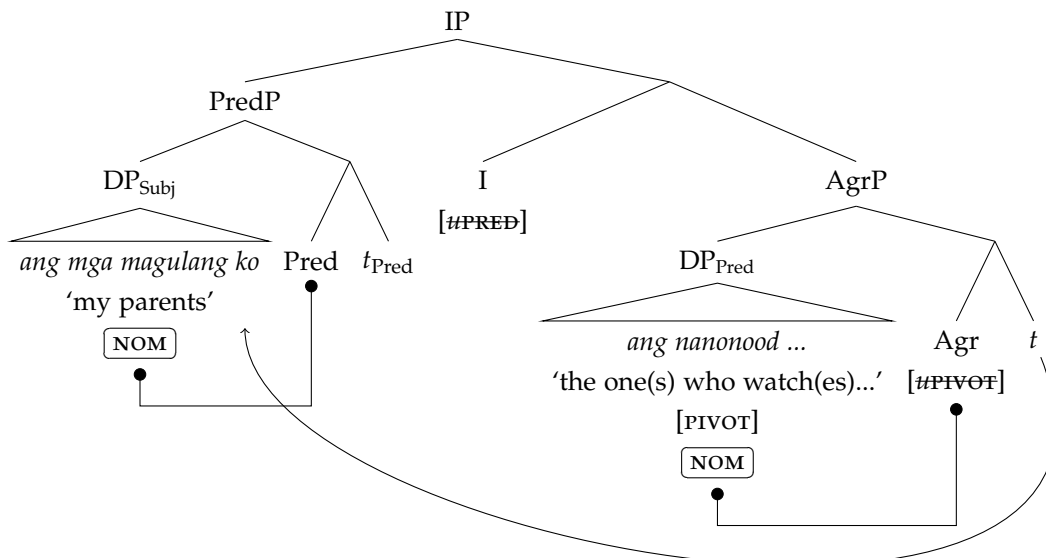 IP
PredP
DP_Subj
I
AgrP
[uPRED]
ang mga magulang ko
Pred
t_Pred
DP_Pred
‘my parents’
NOM
ang nanonood ...
Agr
t
‘the one(s) who watch(es)...’
[uPIVOT]
[PIVOT]
NOM